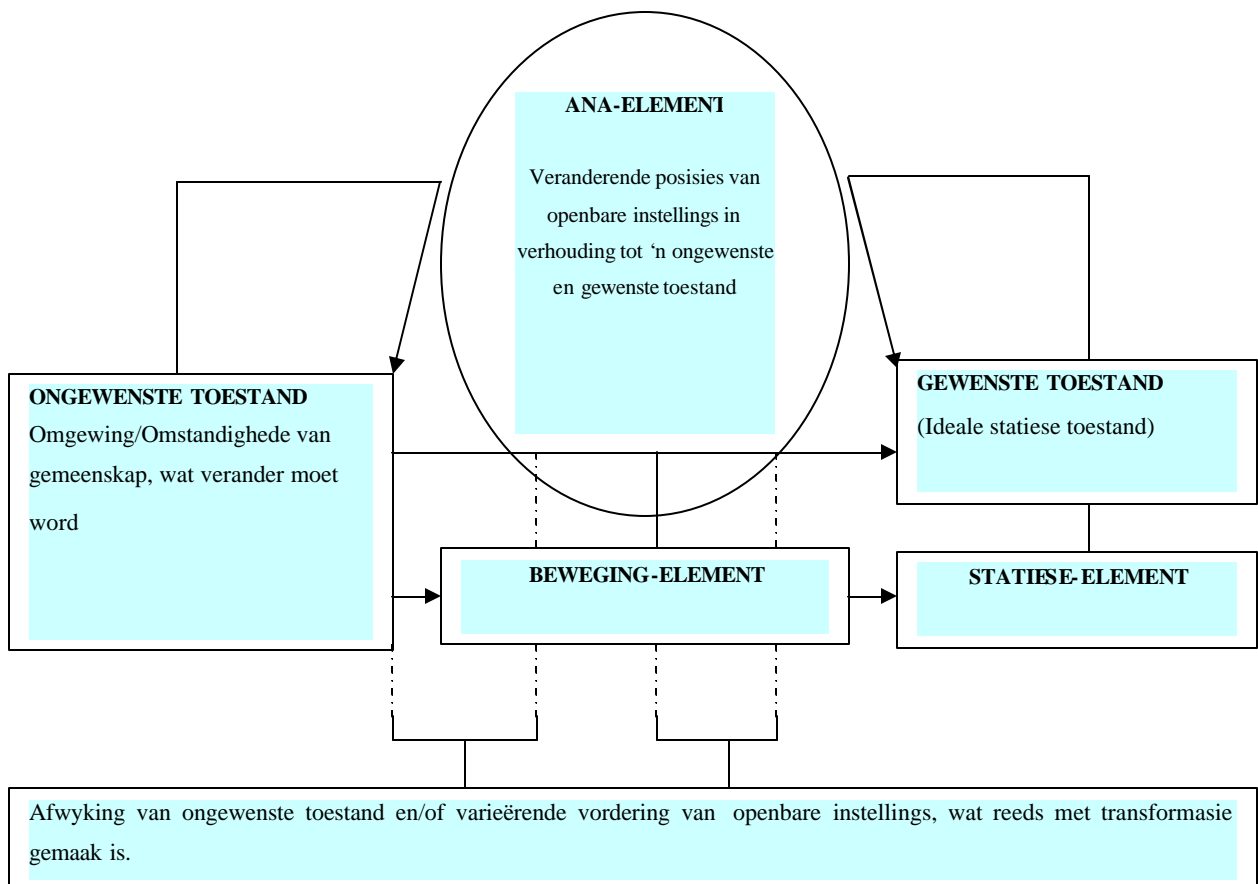 ANA-ELEMENT
Veranderende posisies van
openbare instellings in
verhouding tot ‘n ongewenste
en gewenste toestand
ONGEWENSTE TOESTAND
Omgewing/Omstandighede van
gemeenskap, wat verander moet
word
GEWENSTE TOESTAND
(Ideale statiese toestand)
BEWEGING-ELEMENT
STATIESE-ELEMENT
Afwyking van ongewenste toestand en/of varieërende vordering van openbare instellings, wat reeds met transformasie
gemaak is.